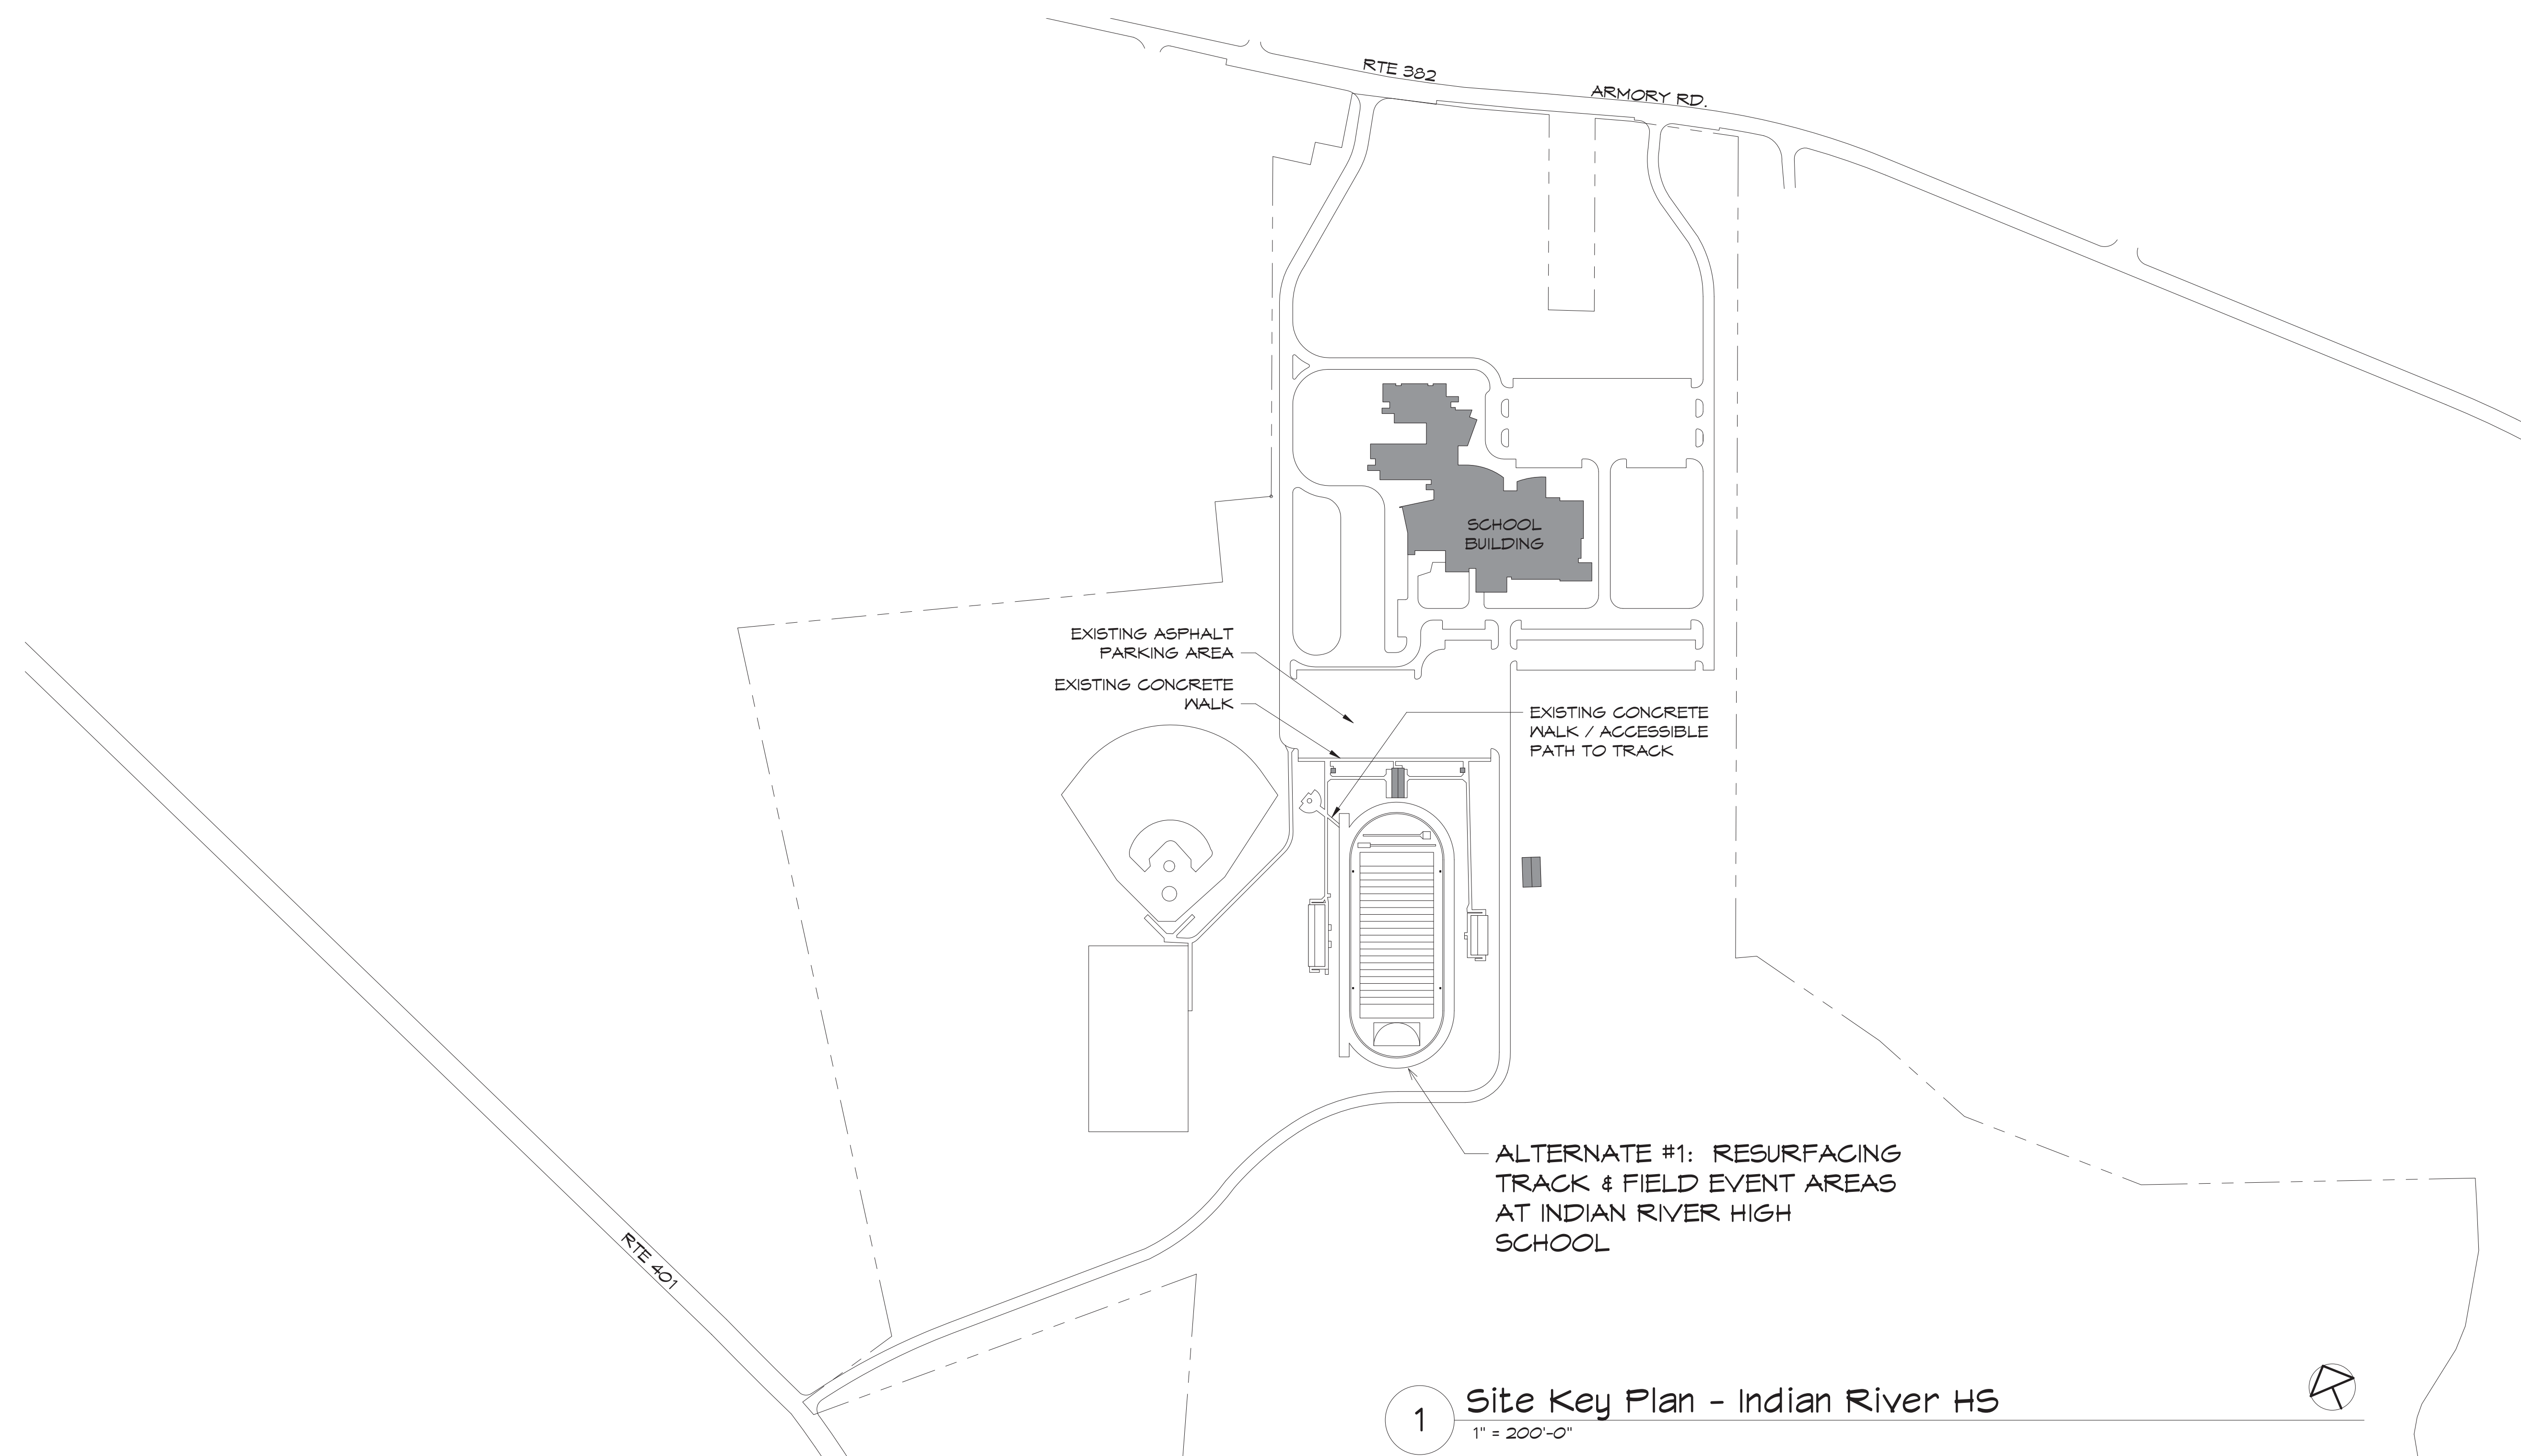 RTE 382
ARMORY RD.
SCHOOL
BUILDING
EXISTING ASPHALT
PARKING AREA
EXISTING CONCRETE
WALK
EXISTING CONCRETE
WALK / ACCESSIBLE
PATH TO TRACK
ALTERNATE #1: RESURFACING
TRACK & FIELD EVENT AREAS
AT INDIAN RIVER HIGH
SCHOOL
RTE 401
1
Site Key Plan - Indian River HS
1" = 200'-0"